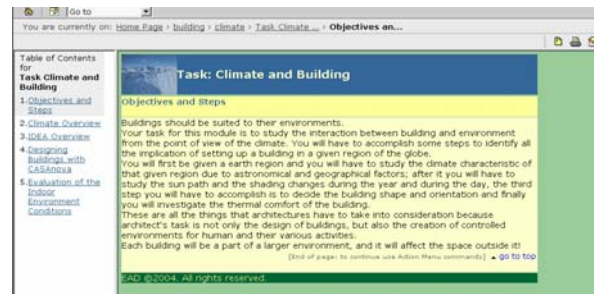 Go to
You are currently on: Home Page › building › climate › Task Climate ... › Objectives an...
Table of Contents
for
Task Climate and
Building
1.Objectives and
Steps
2.Climate Overview
3.IDEA Overview
4.Designing
Buildings with
CASAnova
5.Evaluation of the
Indoor
Environment
Conditions
Task: Climate and Building
Objectives and Steps
Buildings should be suited to their environments.
Your task for this module is to study the interaction between building and environment
from the point of view of the climate. You will have to accomplish some steps to identify all
the implication of setting up a building in a given region of the globe.
You will first be given a earth region and you will have to study the climate characteristic of
that given region due to astronomical and geographical factors; after it you will have to
study the sun path and the shading changes during the year and during the day, the third
step you will have to accomplish is to decide the building shape and orientation and finally
you will investigate the thermal comfort of the building.
These are all the things that architectures have to take into consideration because
architect's task is not only the design of buildings, but also the creation of controlled
environments for human and their various activities.
Each building will be a part of a larger environment, and it will affect the space outside it!
[End of page: to continue use Action Menu commands] ▲ go to top
EAD ©2004. All rights reserved.